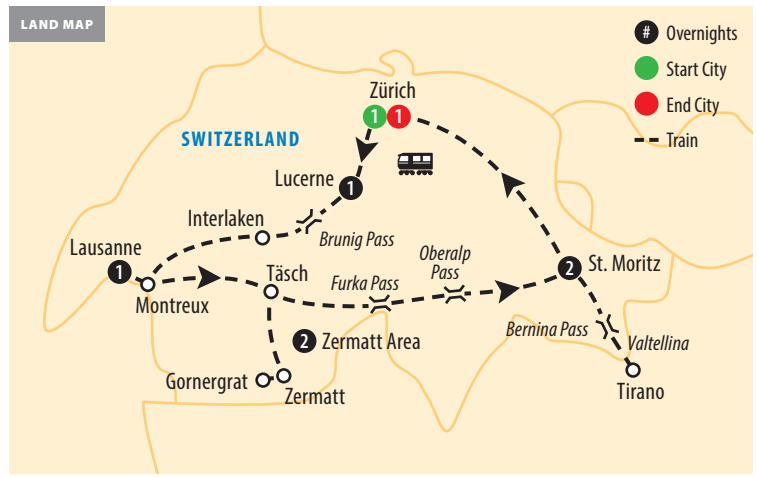 LAND MAP
# Overnights
Start City
End City
Train
Zürich
1 1
SWITZERLAND
Lucerne
1
Interlaken
Brunig Pass
Lausanne
1
Montreux
Täsch
Furka Pass
Oberalp
Pass
2 St. Moritz
Bernina Pass
Valtellina
Tirano
2 Zermatt Area
Gornergrat
Zermatt